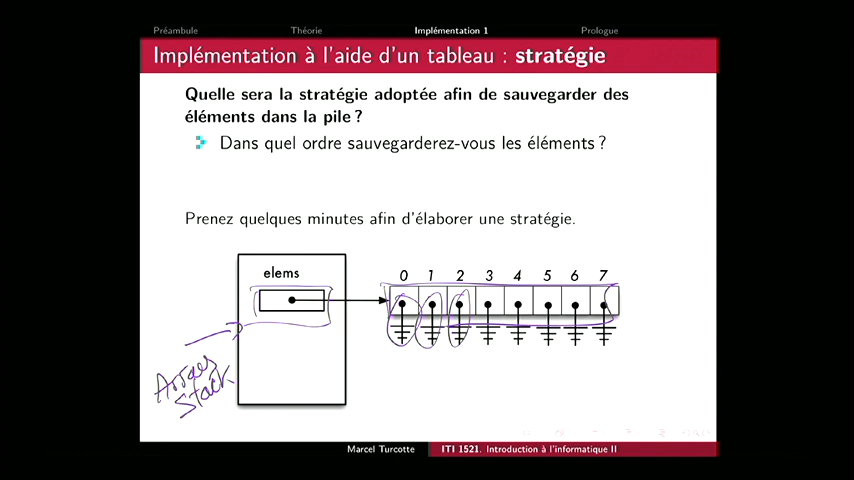 Préambule Théorie Implémentation 1 Prologue
Implémentation à l'aide d'un tableau : stratégie
Quelle sera la stratégie adoptée afin de sauvegarder des
éléments dans la pile ?
Dans quel ordre sauvegarderez-vous les éléments ?
Prenez quelques minutes afin d'élaborer une stratégie.
elems
0 1 2 3 4 5 6 7
Array
Stack
Marcel Turcotte ITI 1521. Introduction à l'informatique II